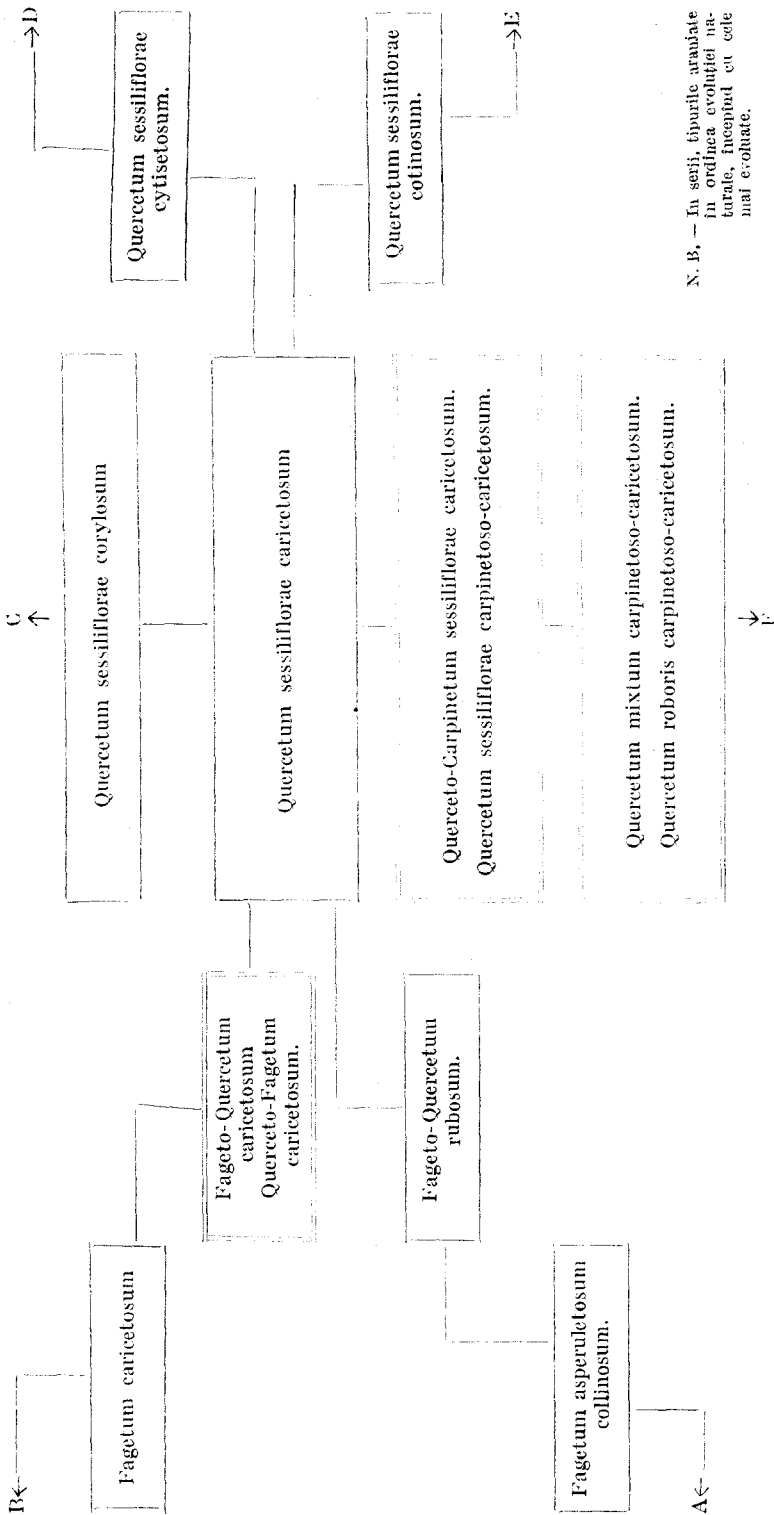 B
Fagetum caricetosum
A
Fagetum asperuletosum
collinosum.
Fageto-Quercetum
caricetosum
Querceto-Fagetum
caricetosum.
Fageto-Quercetum
rubosum.
C
Quercetum sessiliflorae corylosum
Quercetum sessiliflorae caricetosum
Querceto-Carpinetum sessiliflorae caricetosum.
Quercetum sessiliflorae carpinetoso-caricetosum.
Quercetum mixtum carpinetoso-caricetosum.
Quercetum roboris carpinetoso-caricetosum.
F
D
Quercetum sessiliflorae
cytisetosum.
Quercetum sessiliflorae
cotinosum.
E
N. B. — In serii, tipurile aranjate
în ordinea evoluției na-
turale, începînd cu cele
mai evoluate.